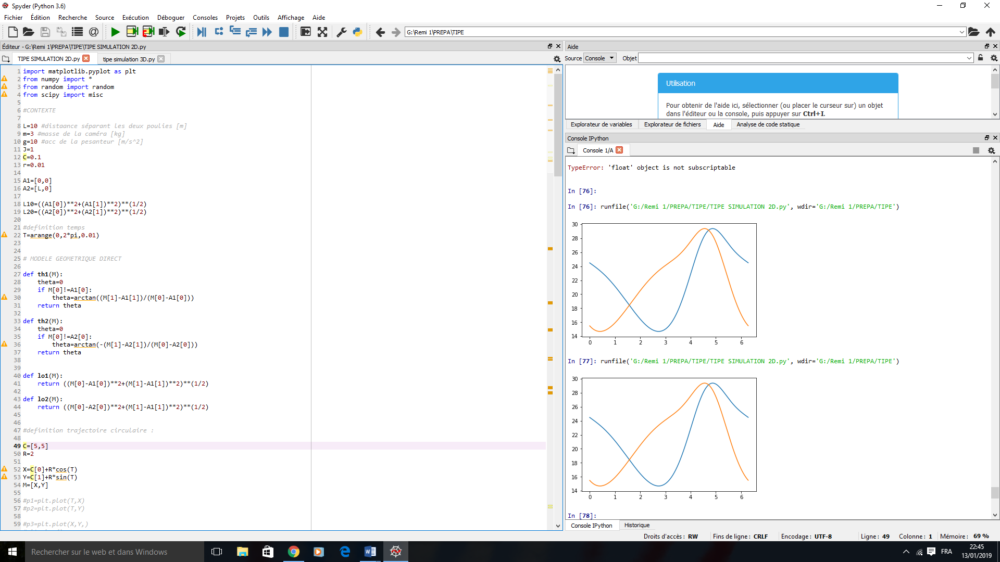 Spyder (Python 3.6)
Fichier Édition Recherche Source Exécution Déboguer Consoles Projets Outils Affichage Aide
G:\Remi 1\PREPA\TIPE
Éditeur - G:\Remi 1\PREPA\TIPE\TIPE SIMULATION 2D.py
TIPE SIMULATION 2D.py tipe simulation 3D.py
1 import matplotlib.pyplot as plt
2 from numpy import *
3 from random import random
4 from scipy import misc
5
6 #CONTEXTE
7
8 L=10 #distaance séparant les deux poulies [m]
9 m=3 #masse de la caméra [kg]
10 g=10 #acc de la pesanteur [m/s^2]
11 J=1
12 C=0.1
13 r=0.01
14
15 A1=[0,0]
16 A2=[L,0]
17
18 L10=((A1[0])**2+(A1[1])**2)**(1/2)
19 L20=((A2[0])**2+(A2[1])**2)**(1/2)
20
21 #definition temps
22 T=arange(0,2*pi,0.01)
23
24
25 # MODELE GEOMETRIQUE DIRECT
26
27 def th1(M):
28     theta=0
29     if M[0]!=A1[0]:
30         theta=arctan((M[1]-A1[1])/(M[0]-A1[0]))
31     return theta
32
33 def th2(M):
34     theta=0
35     if M[0]!=A2[0]:
36         theta=arctan(-(M[1]-A2[1])/(M[0]-A2[0]))
37     return theta
38
39
40 def lo1(M):
41     return ((M[0]-A1[0])**2+(M[1]-A1[1])**2)**(1/2)
42
43 def lo2(M):
44     return ((M[0]-A2[0])**2+(M[1]-A1[1])**2)**(1/2)
45
46
47 #definition trajectoire circulaire :
48
49 C=[5,5]
50 R=2
51
52 X=C[0]+R*cos(T)
53 Y=C[1]+R*sin(T)
54 M=[X,Y]
55
56 #p1=plt.plot(T,X)
57 #p2=plt.plot(T,Y)
58
59 #p3=plt.plot(X,Y,)
Aide
Source Console Objet
Utilisation
Pour obtenir de l'aide ici, sélectionner (ou placer le curseur sur) un objet
dans l'éditeur ou la console, puis appuyer sur Ctrl+I.
Explorateur de variables Explorateur de fichiers Aide Analyse de code statique
Console IPython
Console 1/A
TypeError: 'float' object is not subscriptable
In [76]:
In [76]: runfile('G:/Remi 1/PREPA/TIPE/TIPE SIMULATION 2D.py', wdir='G:/Remi 1/PREPA/TIPE')
30
28
26
24
22
20
18
16
14
0 1 2 3 4 5 6
In [77]: runfile('G:/Remi 1/PREPA/TIPE/TIPE SIMULATION 2D.py', wdir='G:/Remi 1/PREPA/TIPE')
30
28
26
24
22
20
18
16
14
0 1 2 3 4 5 6
In [78]:
Console IPython Historique
Droits d'accès : RW Fins de ligne : CRLF Encodage : UTF-8 Ligne : 49 Colonne : 1 Mémoire : 69 %
Rechercher sur le web et dans Windows
FRA
22:45
13/01/2019